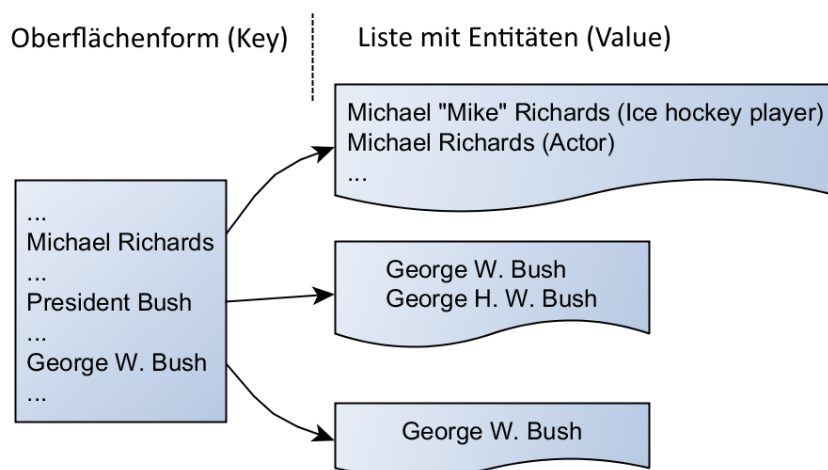 Oberflächenform (Key)
Liste mit Entitäten (Value)
...
Michael Richards
...
President Bush
...
George W. Bush
...
Michael "Mike" Richards (Ice hockey player)
Michael Richards (Actor)
...
George W. Bush
George H. W. Bush
George W. Bush